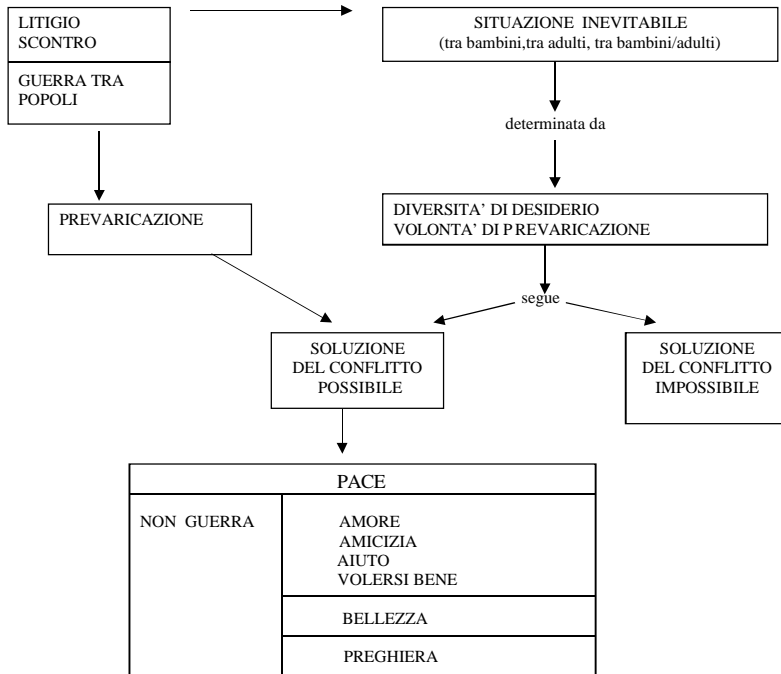 LITIGIO
SCONTRO
GUERRA TRA
POPOLI
SITUAZIONE INEVITABILE
(tra bambini,tra adulti, tra bambini/adulti)
determinata da
PREVARICAZIONE
DIVERSITA’ DI DESIDERIO
VOLONTA’ DI PREVARICAZIONE
segue
SOLUZIONE
DEL CONFLITTO
POSSIBILE
SOLUZIONE
DEL CONFLITTO
IMPOSSIBILE
PACE
NON GUERRA
AMORE
AMICIZIA
AIUTO
VOLERSI BENE
BELLEZZA
PREGHIERA